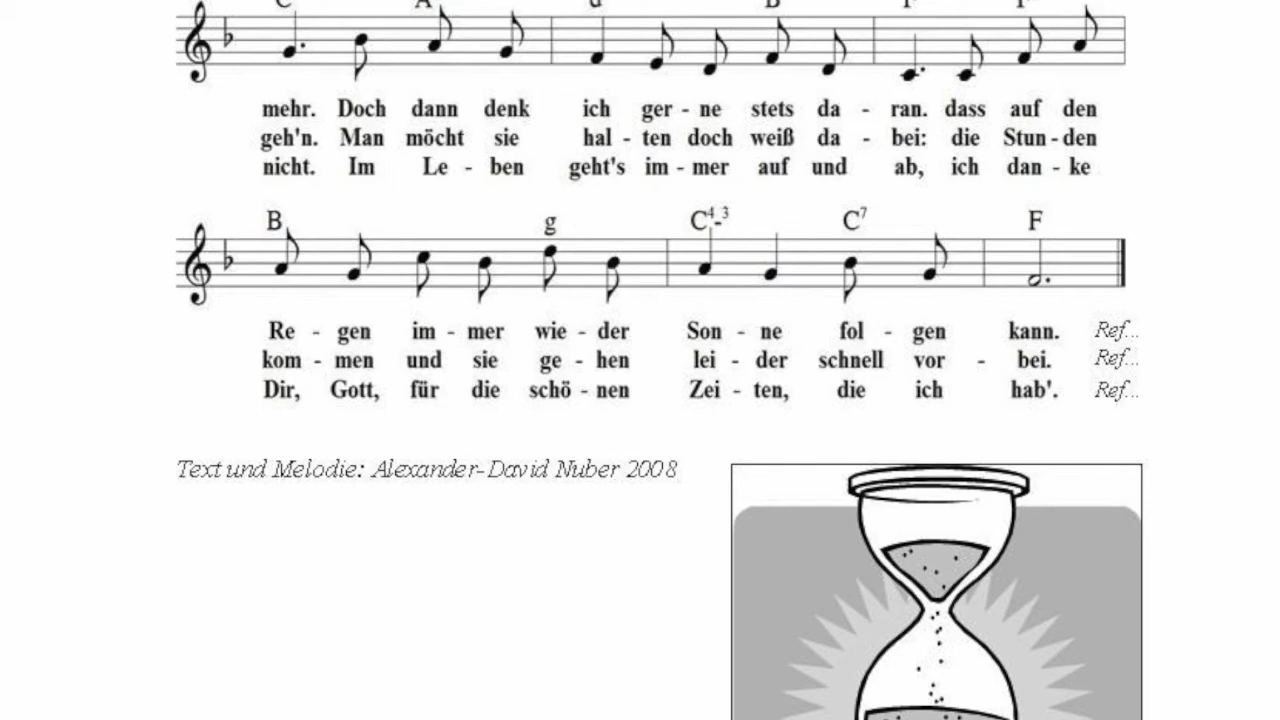 C A d B F F
mehr. Doch dann denk ich ger - ne stets da - ran. dass auf den
geh'n. Man möcht sie hal - ten doch weiß da - bei: die Stun - den
nicht. Im Le - ben geht's im - mer auf und ab, ich dan - ke
B g C4-3 C7 F
Re - gen im - mer wie - der Son - ne fol - gen kann. Ref...
kom - men und sie ge - hen lei - der schnell vor - bei. Ref...
Dir, Gott, für die schö - nen Zei - ten, die ich hab'. Ref...
Text und Melodie: Alexander-David Nuber 2008